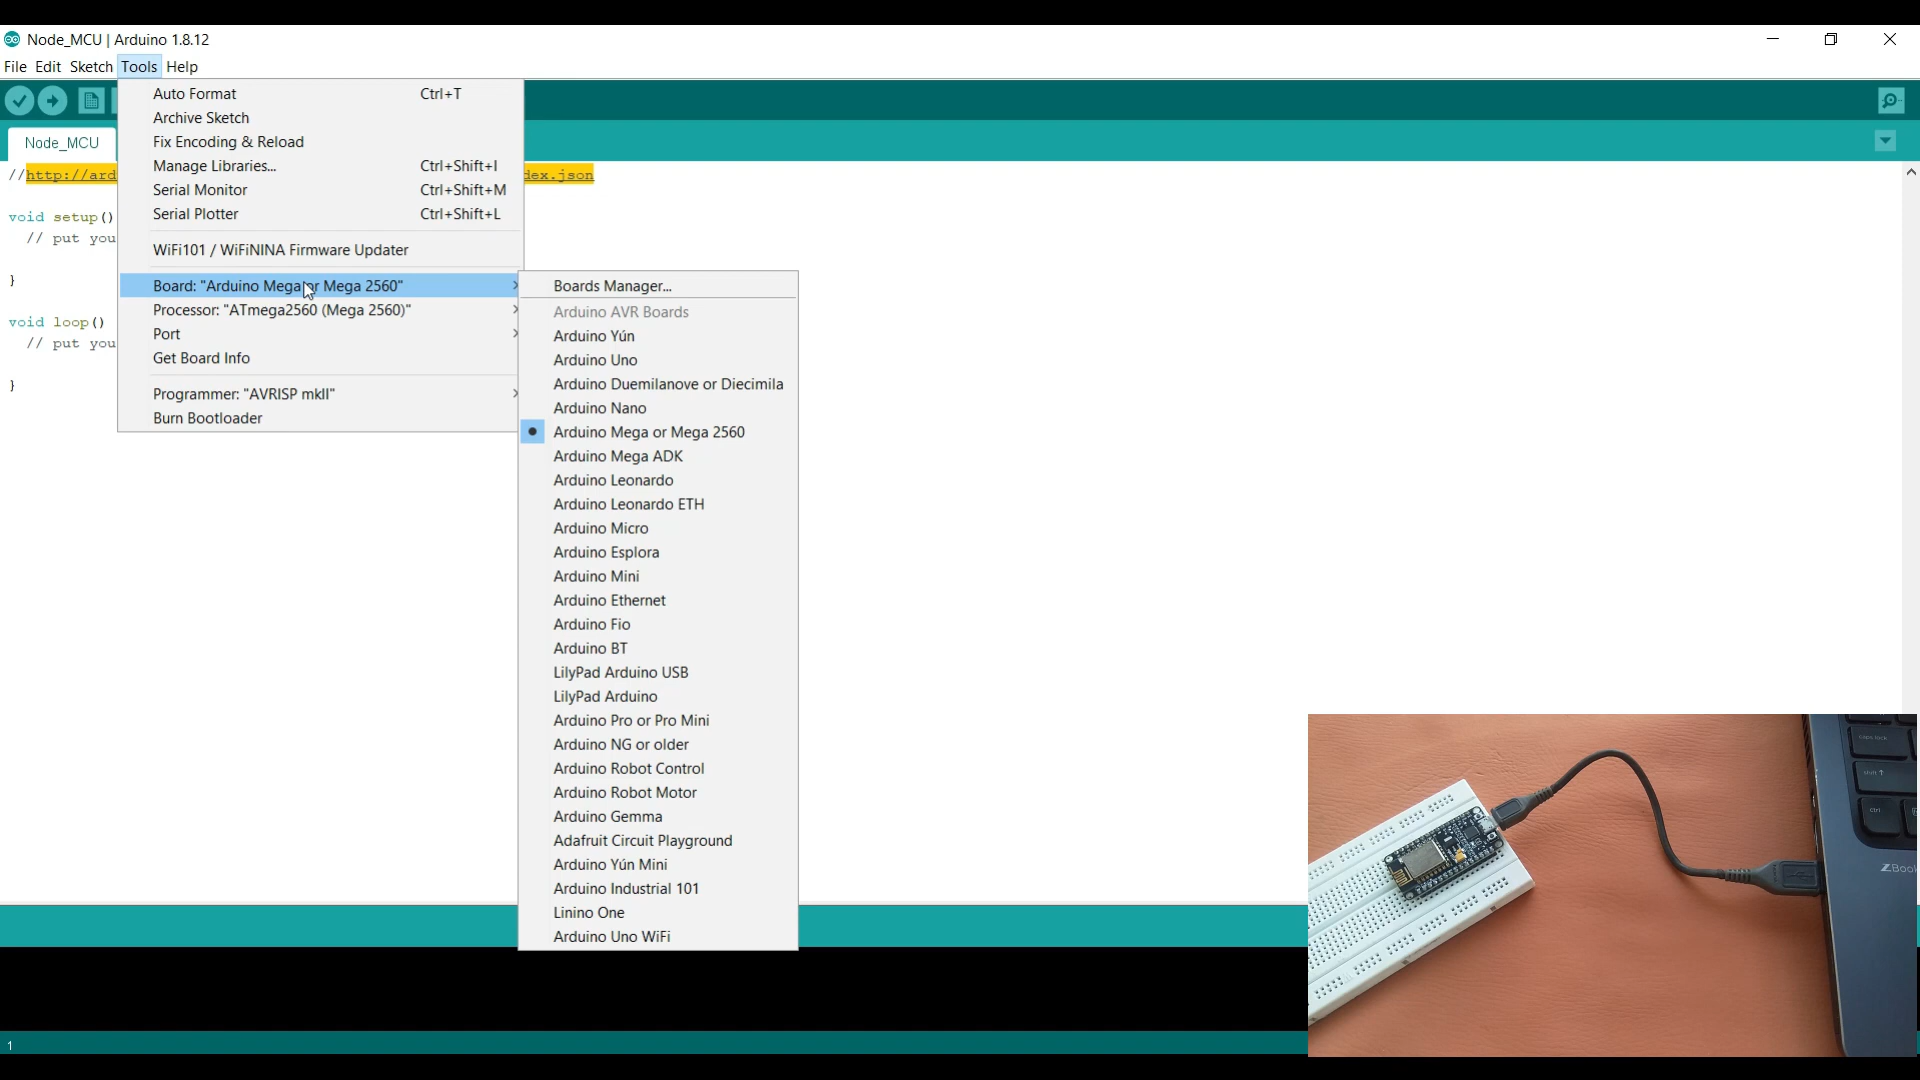 Node_MCU | Arduino 1.8.12
File Edit Sketch Tools Help
Node_MCU
//http://ard
dex.json
void setup()
// put you
}
void loop()
// put you
}
Auto Format Ctrl+T
Archive Sketch
Fix Encoding & Reload
Manage Libraries... Ctrl+Shift+I
Serial Monitor Ctrl+Shift+M
Serial Plotter Ctrl+Shift+L
WiFi101 / WiFiNINA Firmware Updater
Board: "Arduino Mega or Mega 2560"
Processor: "ATmega2560 (Mega 2560)"
Port
Get Board Info
Programmer: "AVRISP mkII"
Burn Bootloader
Boards Manager...
Arduino AVR Boards
Arduino Yún
Arduino Uno
Arduino Duemilanove or Diecimila
Arduino Nano
Arduino Mega or Mega 2560
Arduino Mega ADK
Arduino Leonardo
Arduino Leonardo ETH
Arduino Micro
Arduino Esplora
Arduino Mini
Arduino Ethernet
Arduino Fio
Arduino BT
LilyPad Arduino USB
LilyPad Arduino
Arduino Pro or Pro Mini
Arduino NG or older
Arduino Robot Control
Arduino Robot Motor
Arduino Gemma
Adafruit Circuit Playground
Arduino Yún Mini
Arduino Industrial 101
Linino One
Arduino Uno WiFi
1
caps lock
shift
ctrl
ZBook